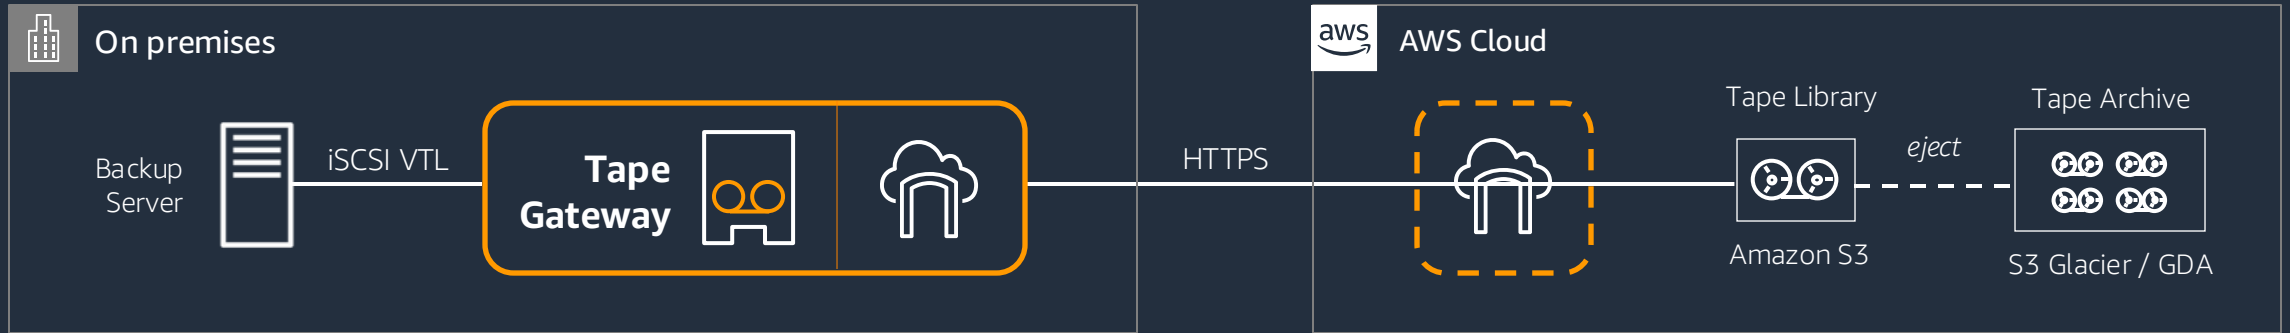 On premises
Backup
Server
iSCSI VTL
Tape
Gateway
HTTPS
aws
AWS Cloud
Tape Library
Amazon S3
eject
Tape Archive
S3 Glacier / GDA